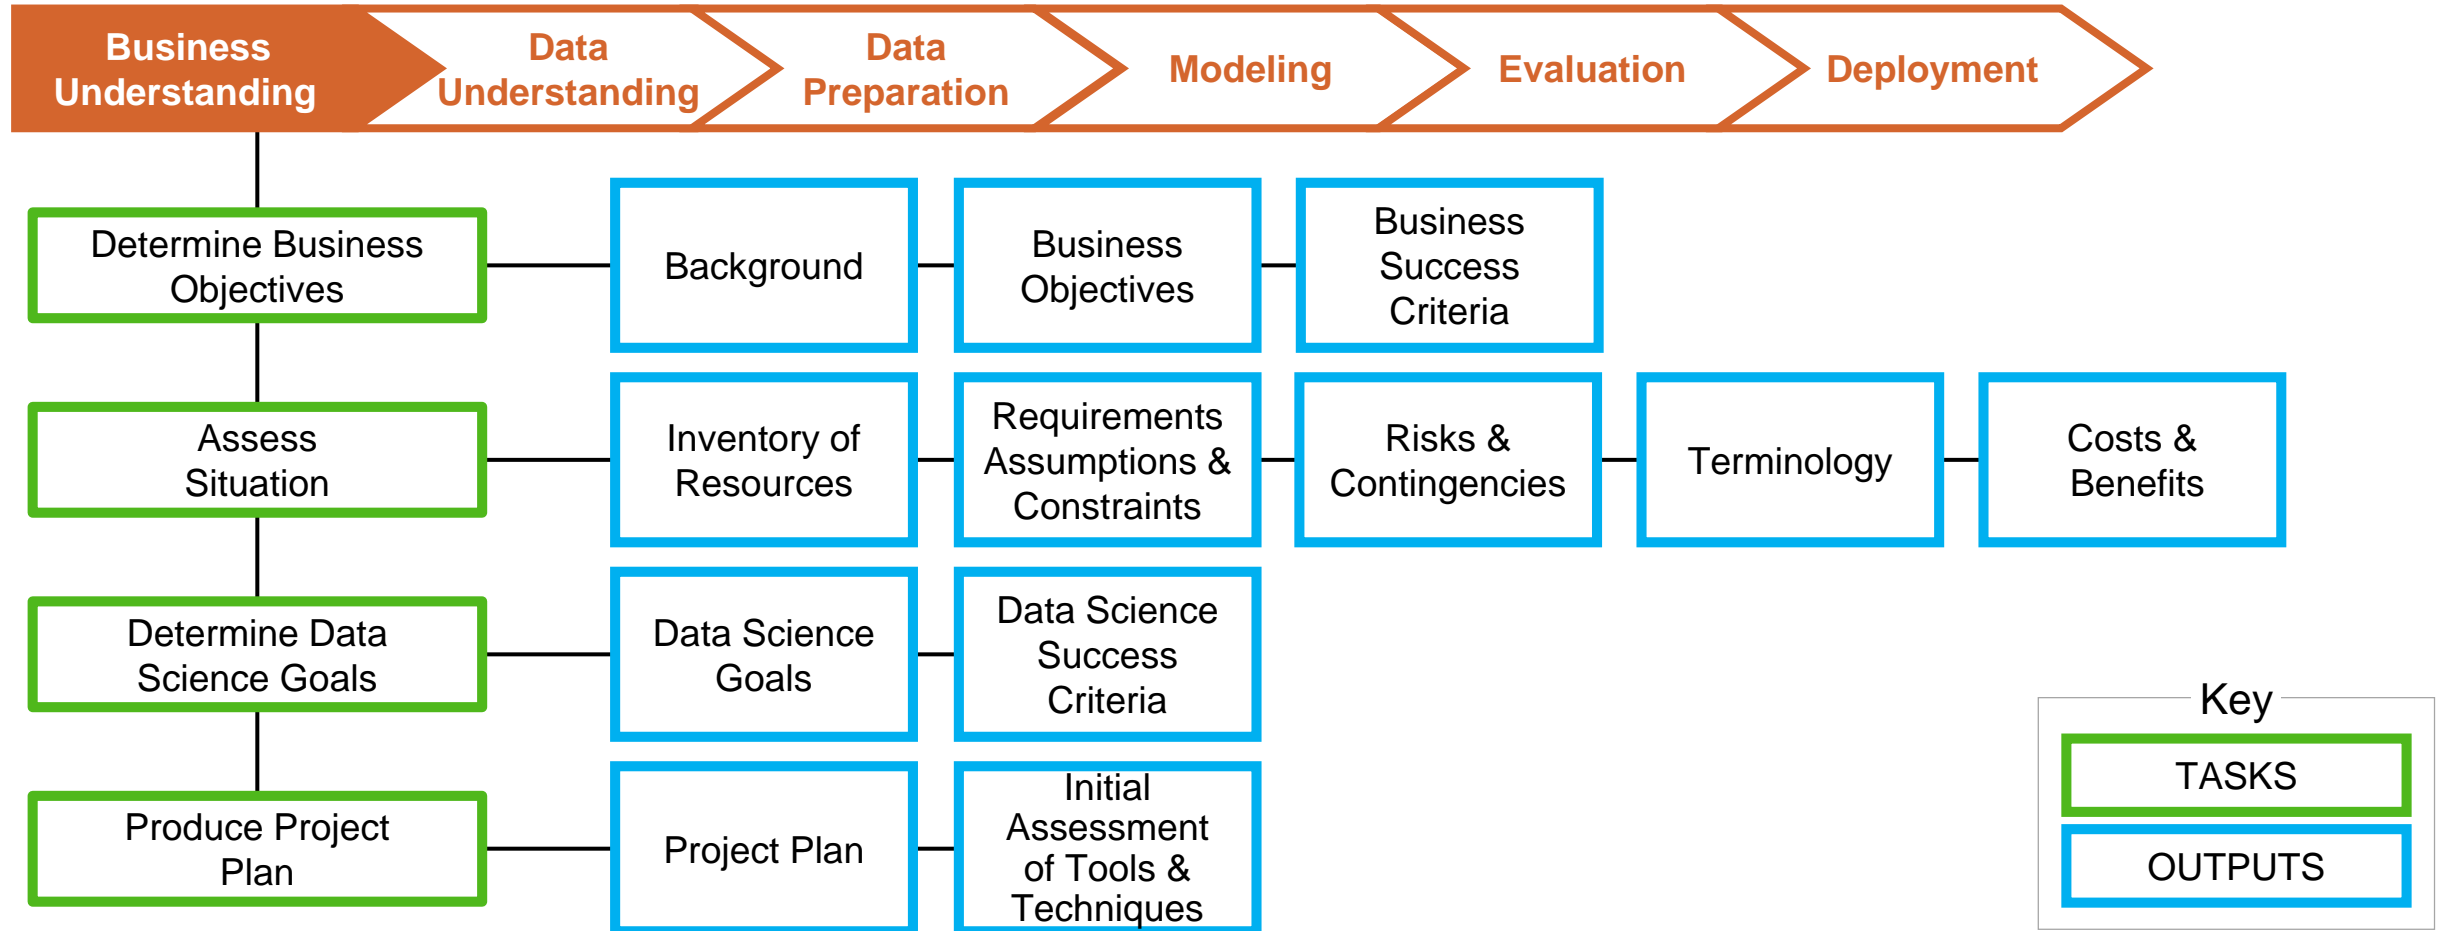 Business
Understanding
Data
Understanding
Data
Preparation
Modeling
Evaluation
Deployment
Determine Business
Objectives
Background
Business
Objectives
Business
Success
Criteria
Assess
Situation
Inventory of
Resources
Requirements
Assumptions &
Constraints
Risks &
Contingencies
Terminology
Costs &
Benefits
Determine Data
Science Goals
Data Science
Goals
Data Science
Success
Criteria
Produce Project
Plan
Project Plan
Initial
Assessment
of Tools &
Techniques
Key
TASKS
OUTPUTS